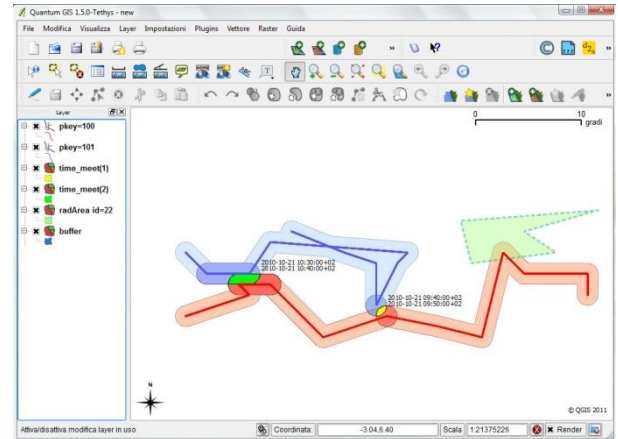 Quantum GIS 1.5.0-Tethys - new
File Modifica Visualizza Layer Impostazioni Plugins Vettore Raster Guida
Layer
pkey=100
pkey=101
time_meet(1)
time_meet(2)
radArea id=22
buffer
0 10
gradi
2010-10-21 10:30:00+02
2010-10-21 10:40:00+02
2010-10-21 09:40:00+02
2010-10-21 09:50:00+02
N
© QGIS 2011
Attiva/disattiva modifica layer in uso
Coordinata: -3.04,6.40 Scala 1:21375226 Render